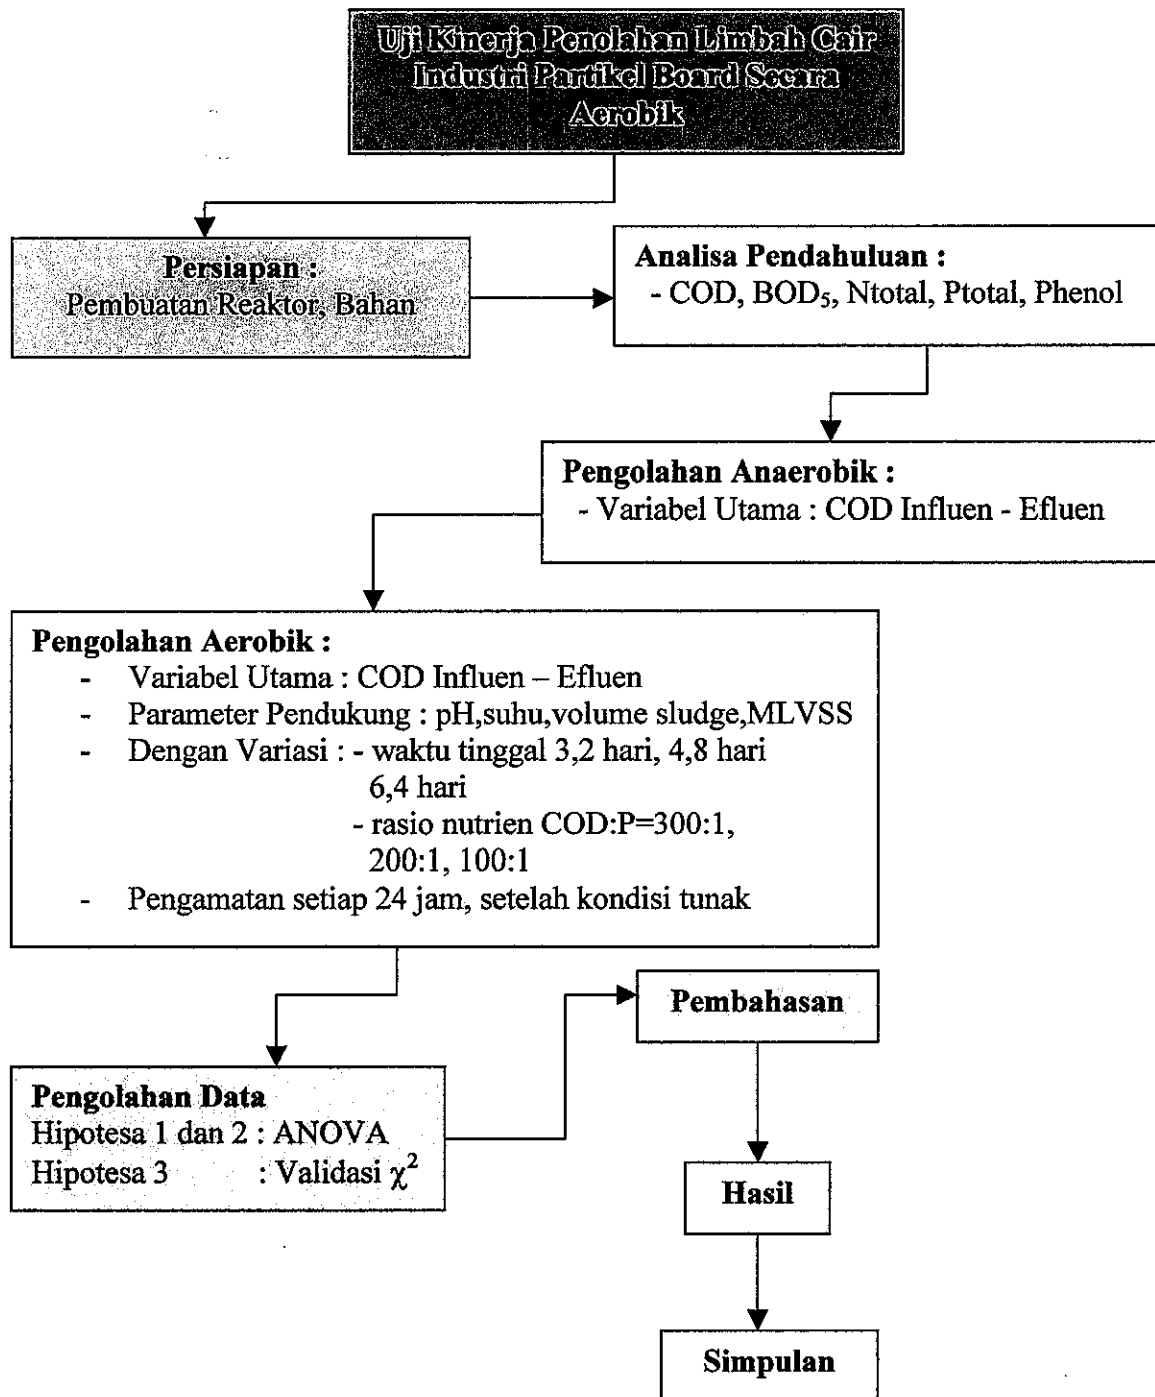 Uji Kinerja Penolahan Limbah Cair
Industri Partikel Board Secara
Aerobik
Persiapan :
Pembuatan Reaktor, Bahan
Analisa Pendahuluan :
- COD, BOD₅, Ntotal, Ptotal, Phenol
Pengolahan Anaerobik :
- Variabel Utama : COD Influen - Efluen
Pengolahan Aerobik :
- Variabel Utama : COD Influen – Efluen
- Parameter Pendukung : pH,suhu,volume sludge,MLVSS
- Dengan Variasi : - waktu tinggal 3,2 hari, 4,8 hari
6,4 hari
- rasio nutrien COD:P=300:1,
200:1, 100:1
- Pengamatan setiap 24 jam, setelah kondisi tunak
Pengolahan Data
Hipotesa 1 dan 2 : ANOVA
Hipotesa 3 : Validasi χ²
Pembahasan
Hasil
Simpulan